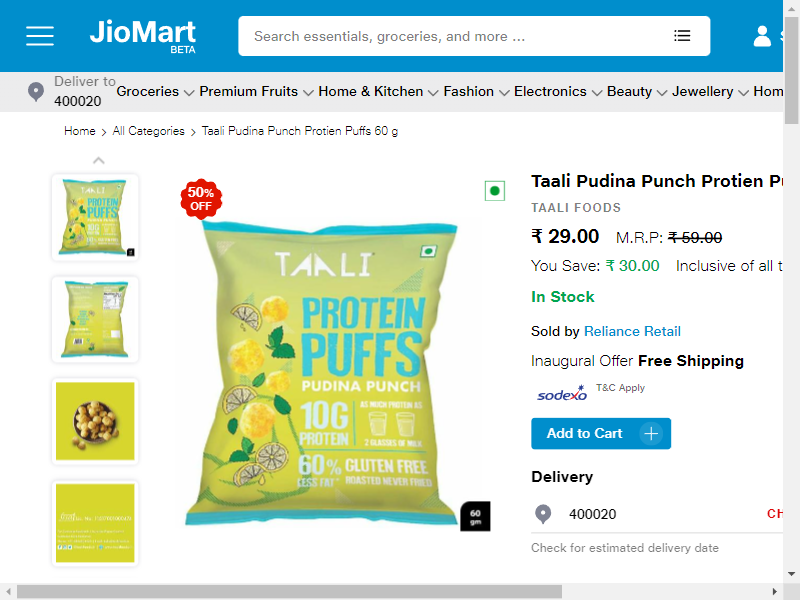 JioMart
BETA
Search essentials, groceries, and more ...
Deliver to
400020
Groceries
Premium Fruits
Home & Kitchen
Fashion
Electronics
Beauty
Jewellery
Hom
Home > All Categories > Taali Pudina Punch Protien Puffs 60 g
TAALI
PROTEIN
PUFFS
50%
OFF
TAALI
PROTEIN
PUFFS
PUDINA PUNCH
10G
PROTEIN
AS MUCH PROTEIN AS
2 GLASSES OF MILK
60%
LESS FAT
GLUTEN FREE
ROASTED NEVER FRIED
60
gm
Taali Pudina Punch Protien P
TAALI FOODS
₹ 29.00 M.R.P: ₹ 59.00
You Save: ₹ 30.00 Inclusive of all t
In Stock
Sold by Reliance Retail
Inaugural Offer Free Shipping
sodexo T&C Apply
Add to Cart
Delivery
400020
CH
Check for estimated delivery date